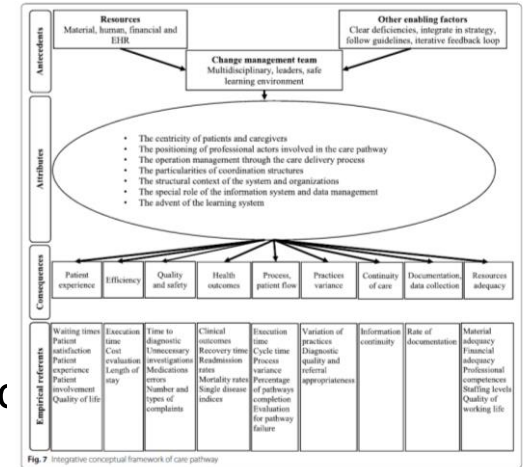 Resources
Material, human, financial and
EHR
Other enabling factors
Clear deficiencies, integrate in strategy,
follow guidelines, iterative feedback loop
Change management team
Multidisciplinary, leaders, safe
learning environment
Antecedents
Attributes
• The centricity of patients and caregivers
• The positioning of professional actors involved in the care pathway
• The operation management through the care delivery process
• The particularities of coordination structures
• The structural context of the system and organizations
• The special role of the information system and data management
• The advent of the learning system
Consequences
Patient
experience
Efficiency
Quality
and safety
Health
outcomes
Process,
patient flow
Practices
variance
Continuity
of care
Documentation,
data collection
Resources
adequacy
Empirical referents
Waiting times
Patient
satisfaction
Patient
experience
Patient
involvement
Quality of life
Execution
time
Cost
evaluation
Length of
stay
Time to
diagnostic
Unnecessary
investigations
Medications
errors
Number and
types of
complaints
Clinical
outcomes
Recovery time
Readmission
rates
Mortality rates
Single disease
indices
Execution
time
Cycle time
Process
variance
Percentage
of pathways
completion
Evaluation
for pathway
failure
Variation of
practices
Diagnostic
quality and
referral
appropriateness
Information
continuity
Rate of
documentation
Material
adequacy
Financial
adequacy
Professional
competences
Staffing levels
Quality of
working life
Fig. 7 Integrative conceptual framework of care pathway